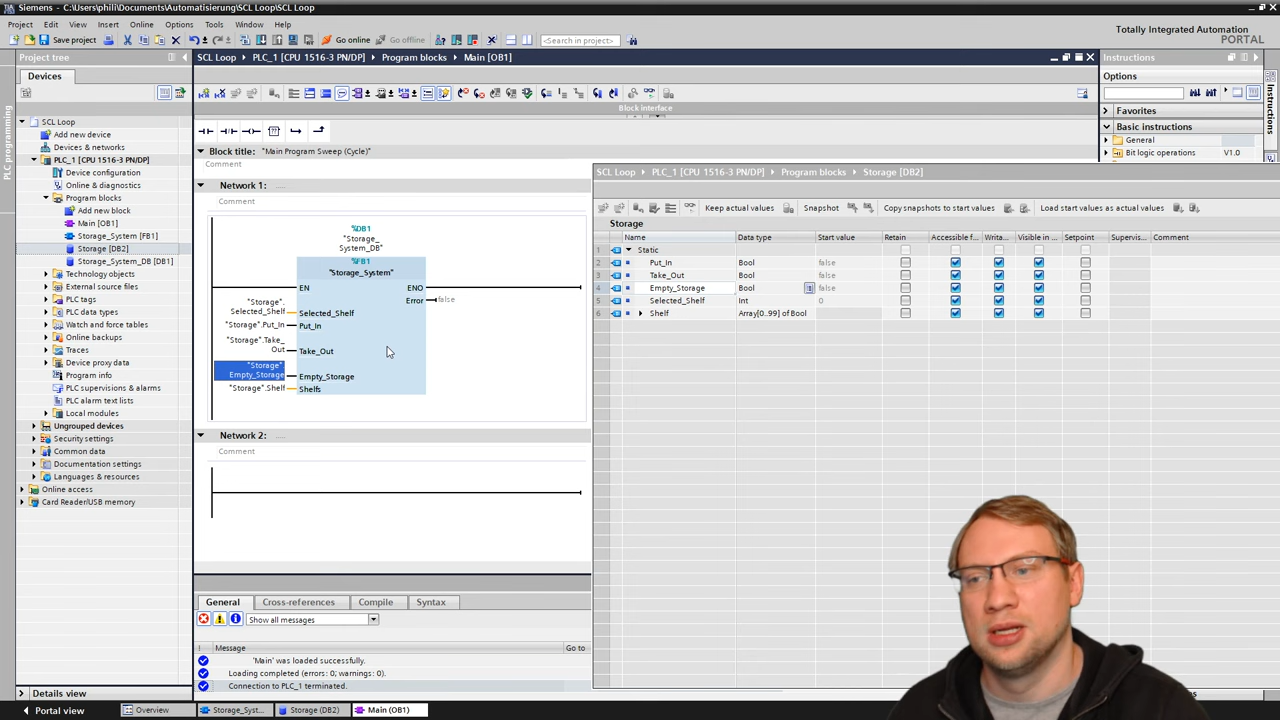 Siemens - C:\Users\phili\Documents\Automatisierung\SCL Loop\SCL Loop
Project Edit View Insert Online Options Tools Window Help
Totally Integrated Automation
PORTAL
Save project Go online Go offline <Search in project>
Project tree
SCL Loop PLC_1 [CPU 1516-3 PN/DP] Program blocks Main [OB1]
Instructions
Devices
Options
PLC programming
Instructions
Block interface
Favorites
Basic instructions
General
Bit logic operations V1.0
SCL Loop
Add new device
Devices & networks
PLC_1 [CPU 1516-3 PN/DP]
Device configuration
Online & diagnostics
Program blocks
Add new block
Main [OB1]
Storage_System [FB1]
Storage [DB2]
Storage_System_DB [DB1]
Technology objects
External source files
PLC tags
PLC data types
Watch and force tables
Online backups
Traces
Device proxy data
Program info
PLC supervisions & alarms
PLC alarm text lists
Local modules
Ungrouped devices
Security settings
Common data
Documentation settings
Languages & resources
Online access
Card Reader/USB memory
Details view
Block title: "Main Program Sweep (Cycle)"
Comment
Network 1: .....
Comment
%DB1
"Storage_
System_DB"
%FB1
"Storage_System"
EN ENO
Error false
"Storage".
Selected_Shelf Selected_Shelf
"Storage".Put_In Put_In
"Storage".Take_
Out Take_Out
"Storage".
Empty_Storage Empty_Storage
"Storage".Shelf Shelfs
Network 2: .....
Comment
SCL Loop PLC_1 [CPU 1516-3 PN/DP] Program blocks Storage [DB2]
Keep actual values Snapshot Copy snapshots to start values Load start values as actual values
Storage
Name Data type Start value Retain Accessible f... Writa... Visible in ... Setpoint Supervis... Comment
1 Static
2 Put_In Bool false
3 Take_Out Bool false
4 Empty_Storage Bool false
5 Selected_Shelf Int 0
6 Shelf Array[0..99] of Bool
General Cross-references Compile Syntax
Show all messages
! Message Go to
'Main' was loaded successfully.
Loading completed (errors: 0; warnings: 0).
Connection to PLC_1 terminated.
Portal view Overview Storage_Syst... Storage (DB2) Main (OB1)